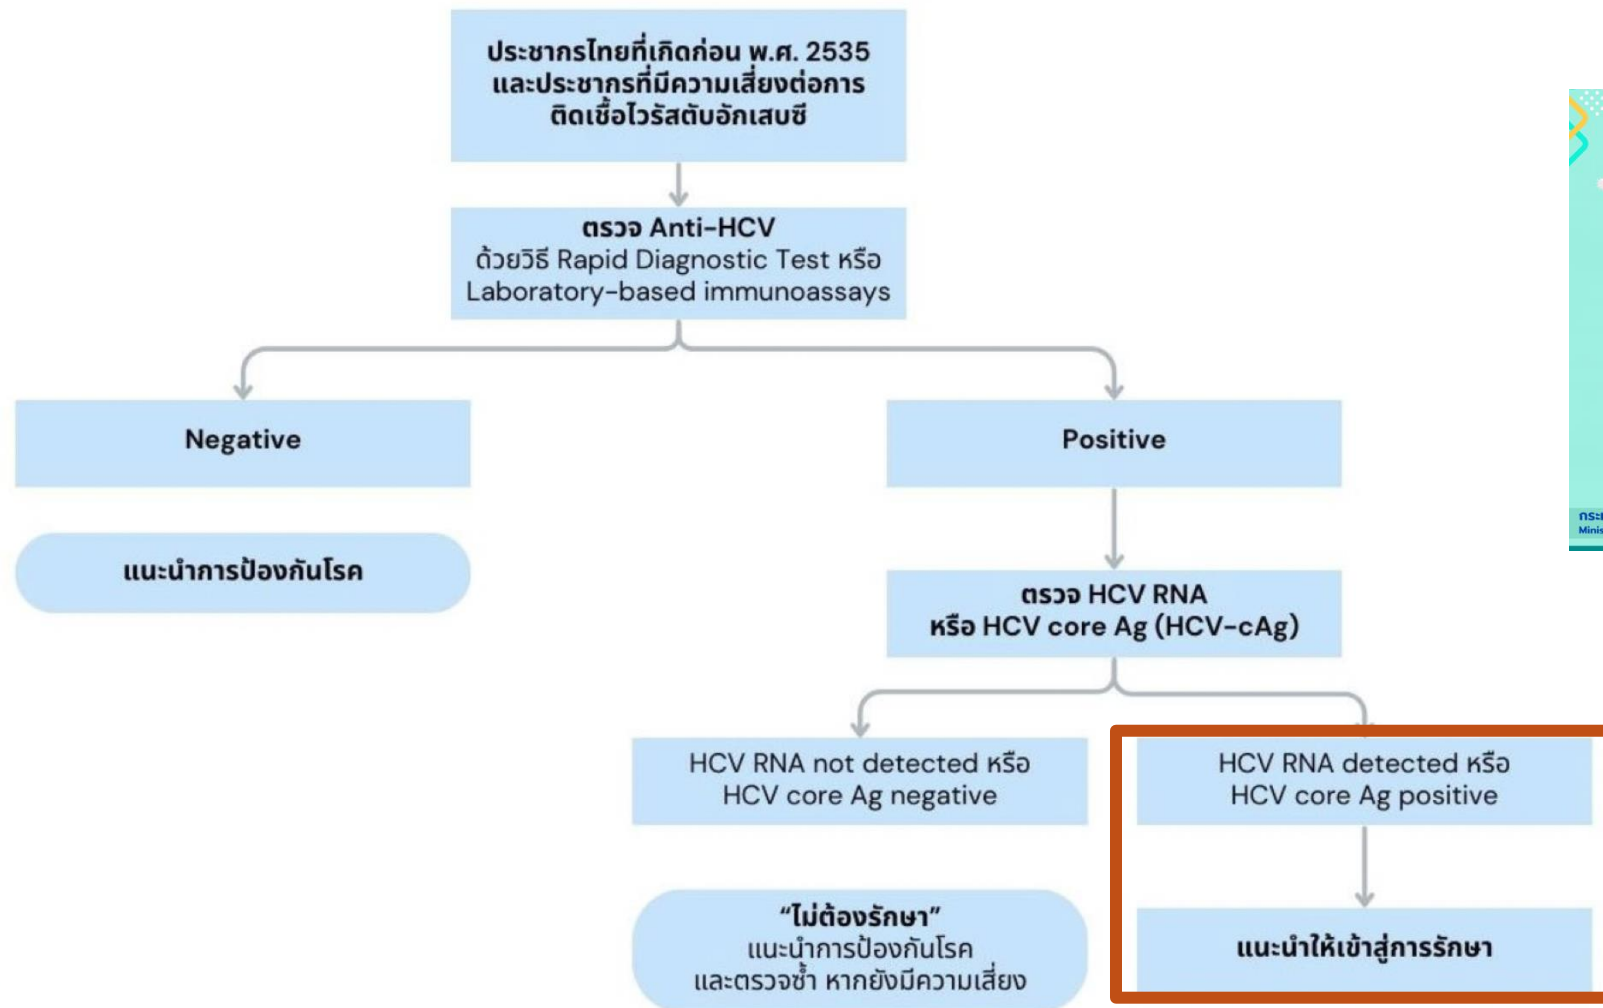 ประชากรไทยที่เกิดก่อน พ.ศ. 2535
และประชากรที่มีความเสี่ยงต่อการ
ติดเชื้อไวรัสตับอักเสบซี
ตรวจ Anti-HCV
ด้วยวิธี Rapid Diagnostic Test หรือ
Laboratory-based immunoassays
Negative
Positive
แนะนำการป้องกันโรค
ตรวจ HCV RNA
หรือ HCV core Ag (HCV-cAg)
HCV RNA not detected หรือ
HCV core Ag negative
HCV RNA detected หรือ
HCV core Ag positive
“ไม่ต้องรักษา”
แนะนำการป้องกันโรค
และตรวจซ้ำ หากยังมีความเสี่ยง
แนะนำให้เข้าสู่การรักษา